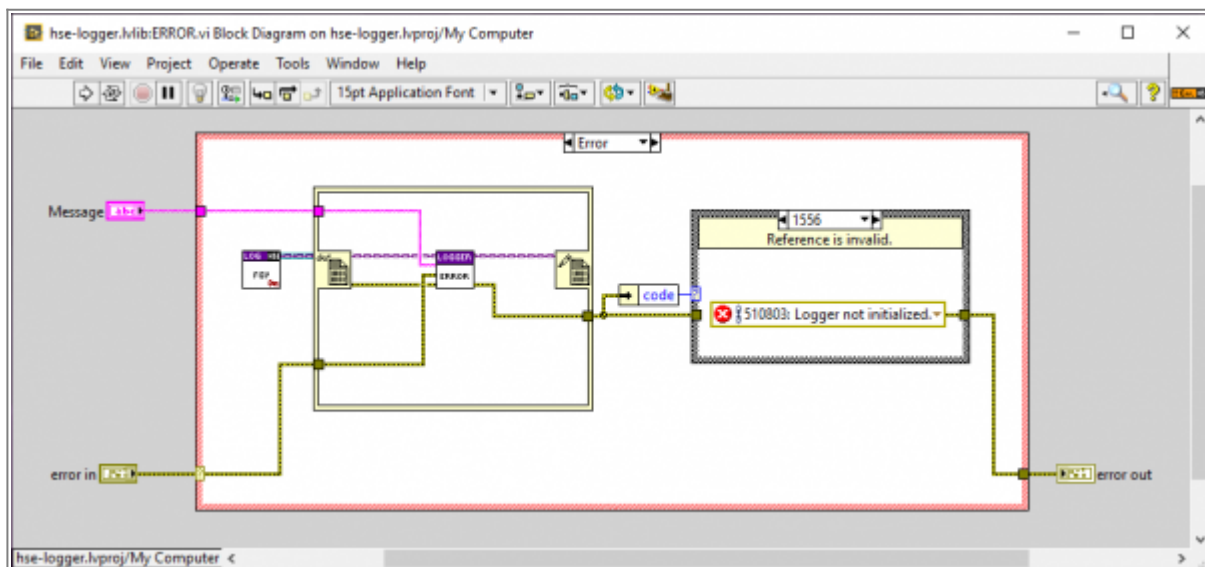 hse-logger.lvlib:ERROR.vi Block Diagram on hse-logger.lvproj/My Computer
File Edit View Project Operate Tools Window Help
15pt Application Font
Error
Message
1556
Reference is invalid.
LOG
LOGGER
ERROR
code
?
510803: Logger not initialized.
error in
error out
hse-logger.lvproj/My Computer